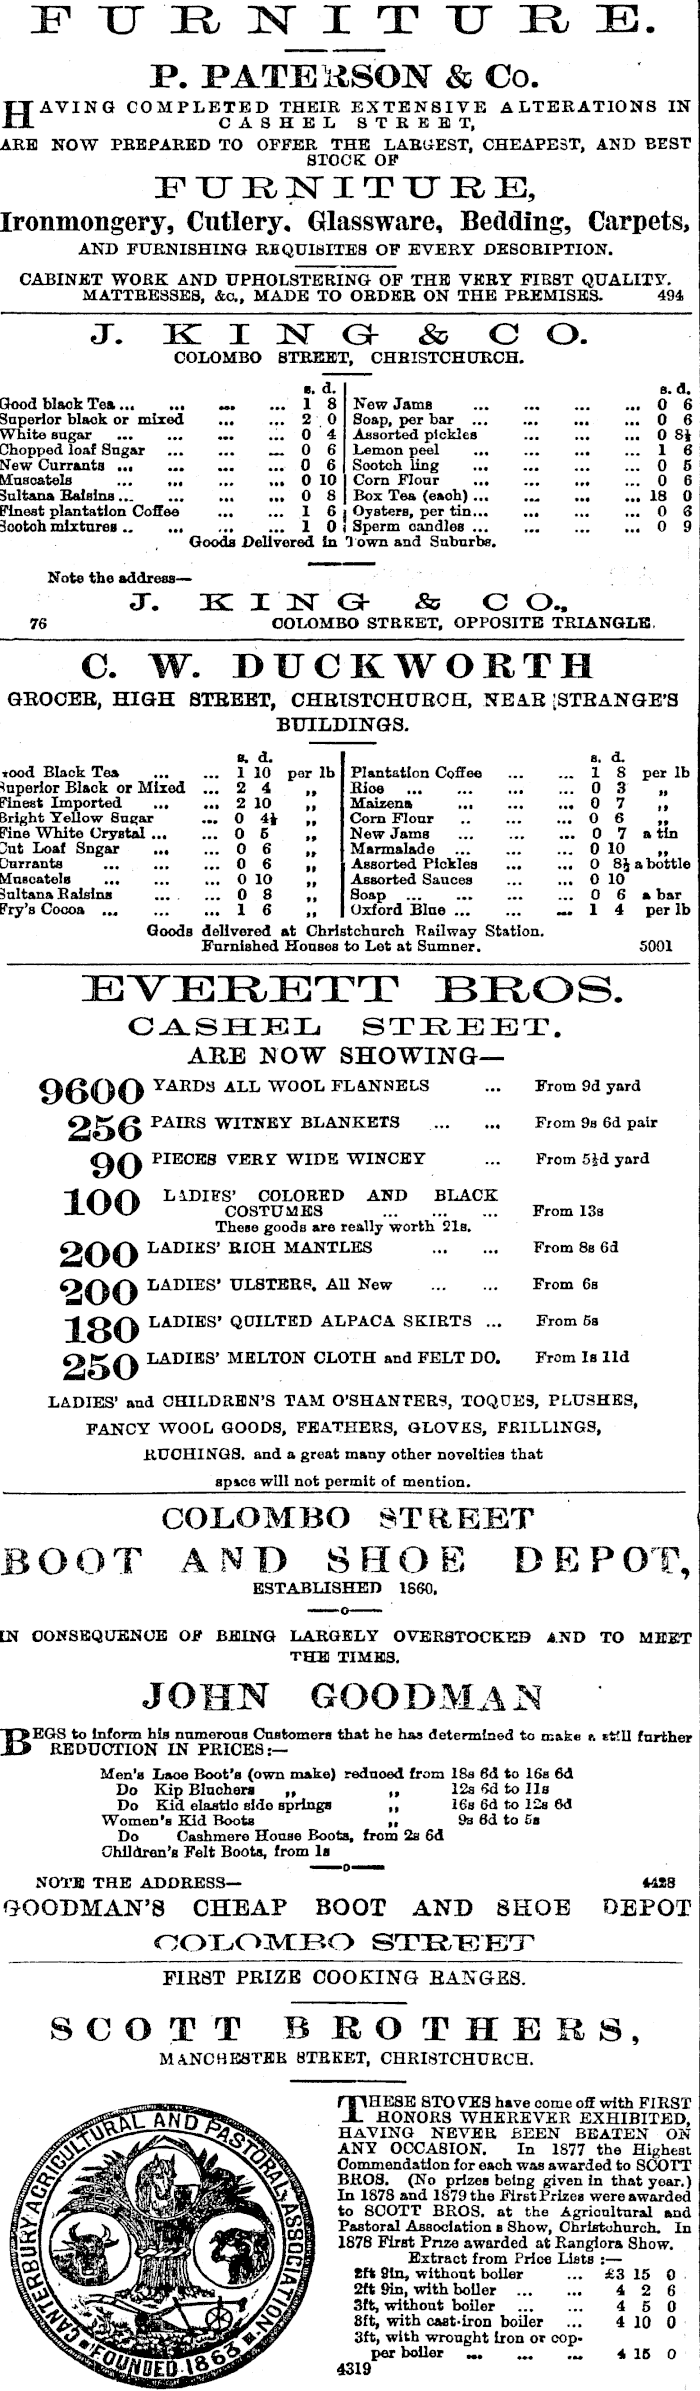 FURNITURE.
P. PATERSON & Co.
HAVING COMPLETED THEIR EXTENSIVE ALTERATIONS IN
CASHEL STREET,
ARE NOW PREPARED TO OFFER THE LARGEST, CHEAPEST, AND BEST
STOCK OF
FURNITURE,
Ironmongery, Cutlery, Glassware, Bedding, Carpets,
AND FURNISHING REQUISITES OF EVERY DESCRIPTION.
CABINET WORK AND UPHOLSTERING OF THE VERY FIRST QUALITY.
MATTRESSES, &c., MADE TO ORDER ON THE PREMISES. 494
J. KING & CO.
COLOMBO STREET, CHRISTCHURCH.
s. d.
Good black Tea ... ... ... ... 1 8
Superior black or mixed ... ... 2 0
White sugar ... ... ... ... 0 4
Chopped loaf Sugar ... ... ... 0 6
New Currants ... ... ... ... 0 6
Muscatels ... ... ... ... 0 10
Sultana Raisins ... ... ... ... 0 8
Finest plantation Coffee ... ... 1 6
Scotch mixtures .. ... ... ... 1 0
s. d.
New Jams ... ... ... ... 0 6
Soap, per bar ... ... ... ... 0 6
Assorted pickles ... ... ... 0 8½
Lemon peel ... ... ... ... 1 6
Scotch ling ... ... ... ... 0 5
Corn Flour ... ... ... ... 0 6
Box Tea (each) ... ... ... ... 18 0
Oysters, per tin ... ... ... ... 0 6
Sperm candles ... ... ... ... 0 9
Goods Delivered in Town and Suburbs.
Note the address—
J. KING & CO.,
76 COLOMBO STREET, OPPOSITE TRIANGLE.
C. W. DUCKWORTH
GROCER, HIGH STREET, CHRISTCHURCH, NEAR STRANGE'S
BUILDINGS.
s. d.
ood Black Tea ... ... 1 10 per lb
Superior Black or Mixed ... 2 4 ,,
Finest Imported ... ... 2 10 ,,
Bright Yellow Sugar ... 0 4½ ,,
Fine White Crystal ... ... 0 5 ,,
Cut Loaf Sugar ... ... 0 6 ,,
Currants ... ... ... 0 6 ,,
Muscatels ... ... ... 0 10 ,,
Sultana Raisins ... ... 0 8 ,,
Fry's Cocoa ... ... ... 1 6 ,,
s. d.
Plantation Coffee ... ... 1 8 per lb
Rice ... ... ... ... 0 3 ,,
Maizena ... ... ... 0 7 ,,
Corn Flour .. ... ... 0 6 ,,
New Jams ... ... ... 0 7 a tin
Marmalade ... ... ... 0 10 ,,
Assorted Pickles ... ... 0 8½ a bottle
Assorted Sauces ... ... 0 10
Soap ... ... ... ... 0 6 a bar
Oxford Blue ... ... ... 1 4 per lb
Goods delivered at Christchurch Railway Station.
Furnished Houses to Let at Sumner. 5001
EVERETT BROS.
CASHEL STREET.
ARE NOW SHOWING—
9600 YARDS ALL WOOL FLANNELS ... From 9d yard
256 PAIRS WITNEY BLANKETS ... ... From 9s 6d pair
90 PIECES VERY WIDE WINCEY ... From 5½d yard
100 LADIES' COLORED AND BLACK
COSTUMES ... ... ... From 13s
These goods are really worth 21s.
200 LADIES' RICH MANTLES ... ... From 8s 6d
200 LADIES' ULSTERS, All New ... ... From 6s
180 LADIES' QUILTED ALPACA SKIRTS ... From 5s
250 LADIES' MELTON CLOTH and FELT DO. From 1s 11d
LADIES' and CHILDREN'S TAM O'SHANTERS, TOQUES, PLUSHES,
FANCY WOOL GOODS, FEATHERS, GLOVES, FRILLINGS,
RUCHINGS, and a great many other novelties that
space will not permit of mention.
COLOMBO STREET
BOOT AND SHOE DEPOT,
ESTABLISHED 1860.
IN CONSEQUENCE OF BEING LARGELY OVERSTOCKED AND TO MEET
THE TIMES.
JOHN GOODMAN
BEGS to inform his numerous Customers that he has determined to make a still further
REDUCTION IN PRICES:—
Men's Lace Boot's (own make) reduced from 18s 6d to 16s 6d
Do Kip Bluchers ,, ,, 12s 6d to 11s
Do Kid elastic side springs ,, 16s 6d to 12s 6d
Women's Kid Boots ,, 9s 6d to 5s
Do Cashmere House Boots, from 2s 6d
Children's Felt Boots, from 1s
NOTE THE ADDRESS— 4428
GOODMAN'S CHEAP BOOT AND SHOE DEPOT
COLOMBO STREET
FIRST PRIZE COOKING RANGES.
SCOTT BROTHERS,
MANCHESTER STREET, CHRISTCHURCH.
CANTERBURY AGRICULTURAL AND PASTORAL ASSOCIATION
FOUNDED 1863
THESE STOVES have come off with FIRST
HONORS WHEREVER EXHIBITED,
HAVING NEVER BEEN BEATEN ON
ANY OCCASION. In 1877 the Highest
Commendation for each was awarded to SCOTT
BROS. (No prizes being given in that year.)
In 1878 and 1879 the First Prizes were awarded
to SCOTT BROS. at the Agricultural and
Pastoral Association s Show, Christchurch. In
1878 First Prize awarded at Rangiora Show.
Extract from Price Lists :—
2ft 9in, without boiler ... £3 15 0
2ft 9in, with boiler ... ... 4 2 6
3ft, without boiler ... ... 4 5 0
3ft, with cast-iron boiler ... 4 10 0
3ft, with wrought iron or cop-
per boiler ... ... ... 4 15 0
4319